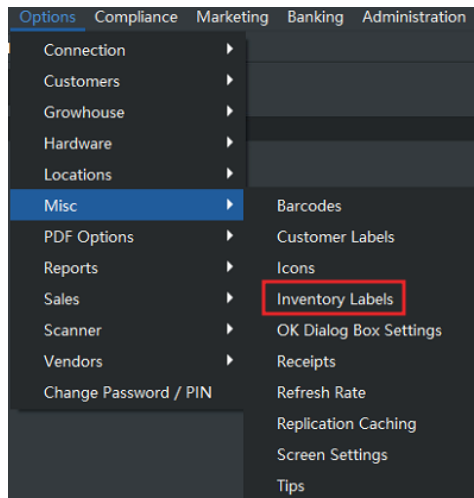 Options Compliance Marketing Banking Administration
Connection
Customers
Growhouse
Hardware
Locations
Misc
PDF Options
Reports
Sales
Scanner
Vendors
Change Password / PIN
Barcodes
Customer Labels
Icons
Inventory Labels
OK Dialog Box Settings
Receipts
Refresh Rate
Replication Caching
Screen Settings
Tips